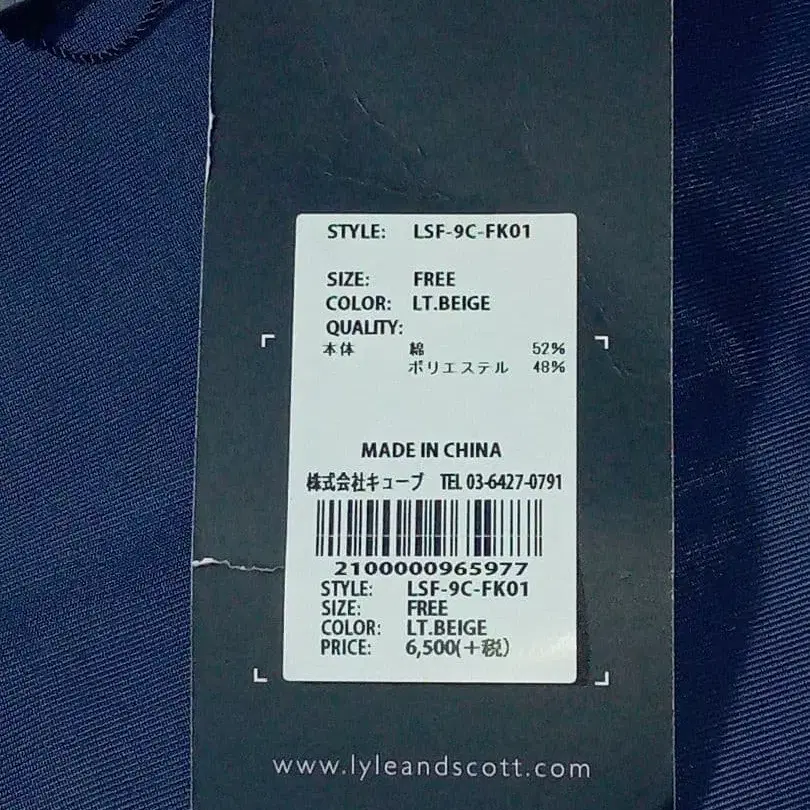 STYLE: LSF-9C-FK01
SIZE: FREE
COLOR: LT.BEIGE
QUALITY:
本体 綿 52%
ポリエステル 48%
MADE IN CHINA
株式会社キューブ TEL 03-6427-0791
2100000965977
STYLE: LSF-9C-FK01
SIZE: FREE
COLOR: LT.BEIGE
PRICE: 6,500(+税)
www.lyleandscott.com